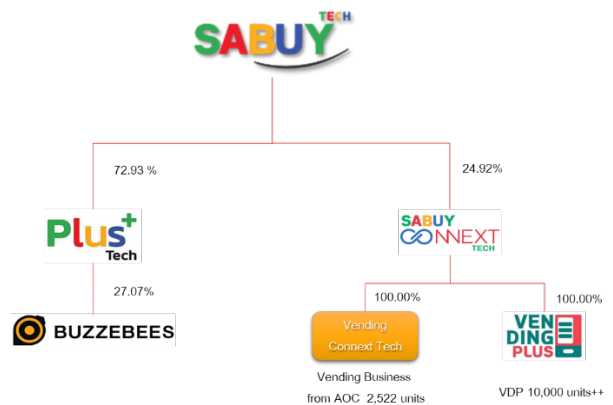 SABUY
TECH
72.93 %
24.92%
Plus+
Tech
SABUY
CONNEXT
TECH
27.07%
100.00%
100.00%
BUZZEBEES
Vending
Connext Tech
VEN
DING
PLUS
Vending Business
from AOC 2,522 units
VDP 10,000 units++